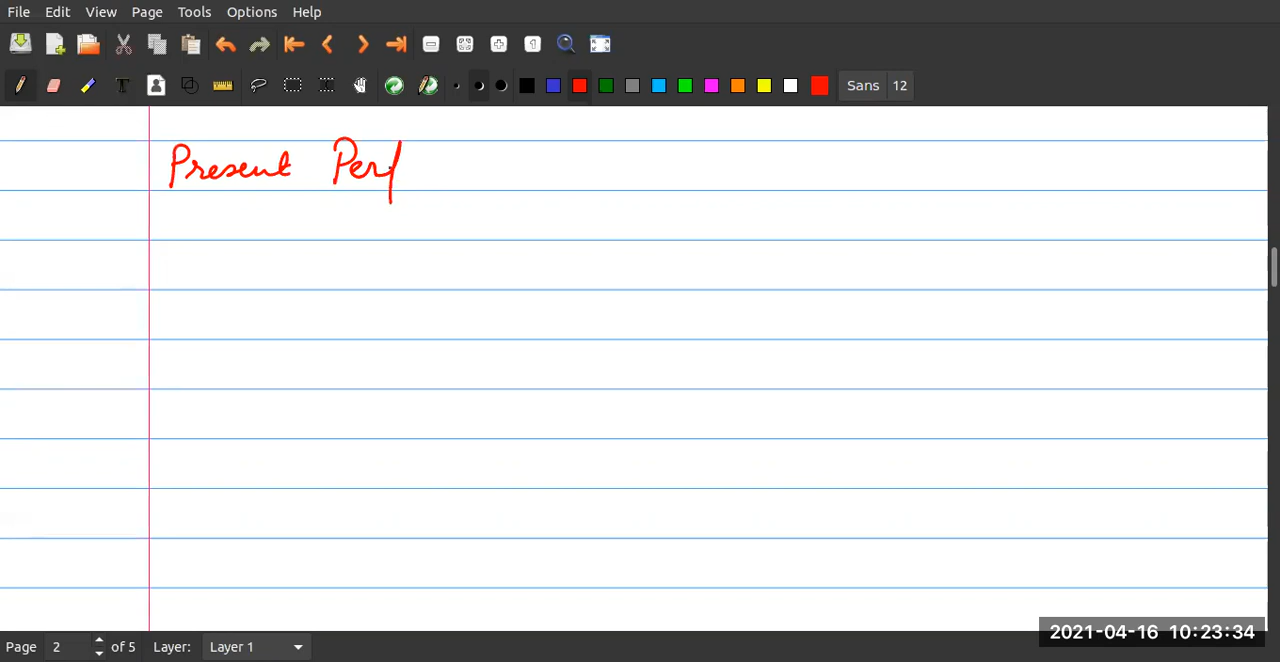 File Edit View Page Tools Options Help
Sans 12
Present Perf
2021-04-16 10:23:34
Page 2 of 5 Layer: Layer 1